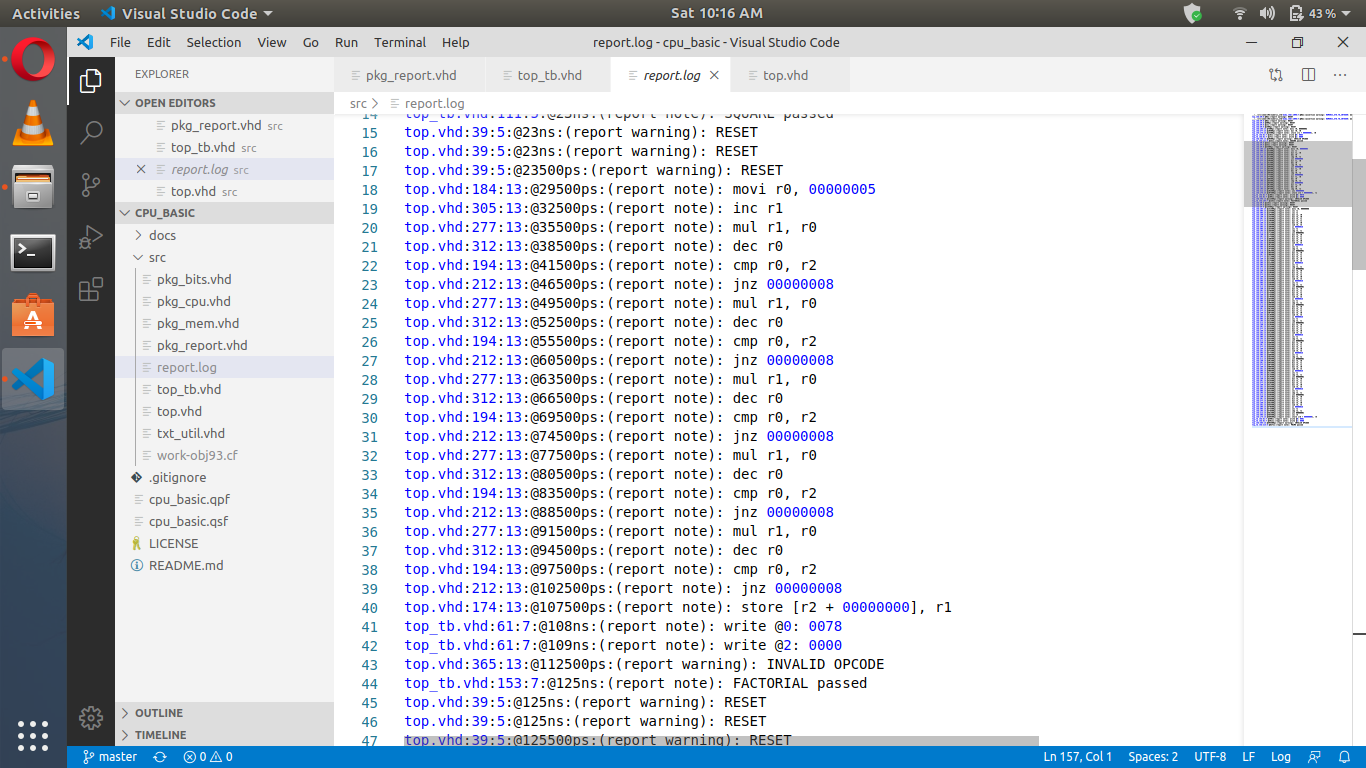 Activities Visual Studio Code Sat 10:16 AM 43 %
File Edit Selection View Go Run Terminal Help report.log - cpu_basic - Visual Studio Code
EXPLORER
OPEN EDITORS
pkg_report.vhd src
top_tb.vhd src
report.log src
top.vhd src
CPU_BASIC
docs
src
pkg_bits.vhd
pkg_cpu.vhd
pkg_mem.vhd
pkg_report.vhd
report.log
top_tb.vhd
top.vhd
txt_util.vhd
work-obj93.cf
.gitignore
cpu_basic.qpf
cpu_basic.qsf
LICENSE
README.md
OUTLINE
TIMELINE
pkg_report.vhd top_tb.vhd report.log top.vhd
src report.log
14 top_tb.vhd:111:5:@23ns:(report note): SQUARE passed
15 top.vhd:39:5:@23ns:(report warning): RESET
16 top.vhd:39:5:@23ns:(report warning): RESET
17 top.vhd:39:5:@23500ps:(report warning): RESET
18 top.vhd:184:13:@29500ps:(report note): movi r0, 00000005
19 top.vhd:305:13:@32500ps:(report note): inc r1
20 top.vhd:277:13:@35500ps:(report note): mul r1, r0
21 top.vhd:312:13:@38500ps:(report note): dec r0
22 top.vhd:194:13:@41500ps:(report note): cmp r0, r2
23 top.vhd:212:13:@46500ps:(report note): jnz 00000008
24 top.vhd:277:13:@49500ps:(report note): mul r1, r0
25 top.vhd:312:13:@52500ps:(report note): dec r0
26 top.vhd:194:13:@55500ps:(report note): cmp r0, r2
27 top.vhd:212:13:@60500ps:(report note): jnz 00000008
28 top.vhd:277:13:@63500ps:(report note): mul r1, r0
29 top.vhd:312:13:@66500ps:(report note): dec r0
30 top.vhd:194:13:@69500ps:(report note): cmp r0, r2
31 top.vhd:212:13:@74500ps:(report note): jnz 00000008
32 top.vhd:277:13:@77500ps:(report note): mul r1, r0
33 top.vhd:312:13:@80500ps:(report note): dec r0
34 top.vhd:194:13:@83500ps:(report note): cmp r0, r2
35 top.vhd:212:13:@88500ps:(report note): jnz 00000008
36 top.vhd:277:13:@91500ps:(report note): mul r1, r0
37 top.vhd:312:13:@94500ps:(report note): dec r0
38 top.vhd:194:13:@97500ps:(report note): cmp r0, r2
39 top.vhd:212:13:@102500ps:(report note): jnz 00000008
40 top.vhd:174:13:@107500ps:(report note): store [r2 + 00000000], r1
41 top_tb.vhd:61:7:@108ns:(report note): write @0: 0078
42 top_tb.vhd:61:7:@109ns:(report note): write @2: 0000
43 top.vhd:365:13:@112500ps:(report warning): INVALID OPCODE
44 top_tb.vhd:153:7:@125ns:(report note): FACTORIAL passed
45 top.vhd:39:5:@125ns:(report warning): RESET
46 top.vhd:39:5:@125ns:(report warning): RESET
47 top.vhd:39:5:@125500ps:(report warning): RESET
master 0 0 Ln 157, Col 1 Spaces: 2 UTF-8 LF Log